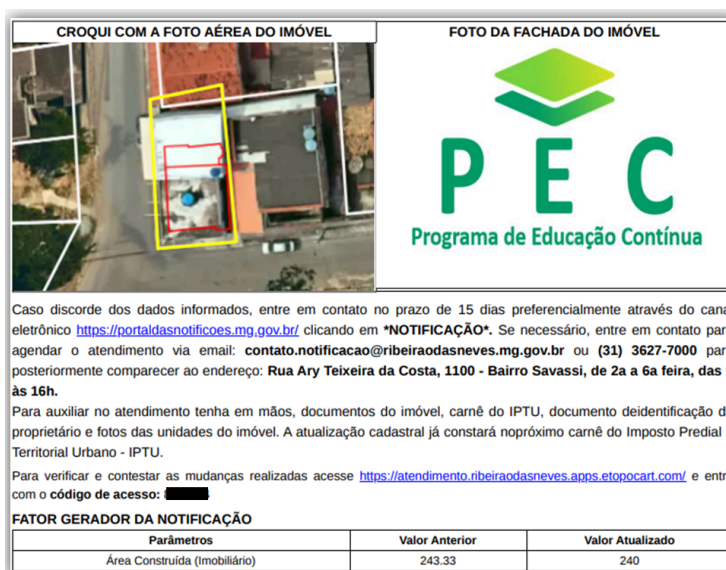 CROQUI COM A FOTO AÉREA DO IMÓVEL
FOTO DA FACHADA DO IMÓVEL
PEC
Programa de Educação Contínua
Caso discorde dos dados informados, entre em contato no prazo de 15 dias preferencialmente através do
eletrônico https://portaldasnotificoes.mg.gov.br/ clicando em *NOTIFICAÇÃO*. Se necessário, entre em contato
agendar o atendimento via email: contato.notificacao@ribeiraodasneves.mg.gov.br ou (31) 3627-7000
posteriormente comparecer ao endereço: Rua Ary Teixeira da Costa, 1100 - Bairro Savassi, de 2a a 6a feira, das
às 16h.
Para auxiliar no atendimento tenha em mãos, documentos do imóvel, carnê do IPTU, documento deidentificação
proprietário e fotos das unidades do imóvel. A atualização cadastral já constará nopróximo carnê do Imposto Predial
Territorial Urbano - IPTU.
Para verificar e contestar as mudanças realizadas acesse https://atendimento.ribeiraodasneves.apps.etopocart.com/ e
com o código de acesso:
FATOR GERADOR DA NOTIFICAÇÃO
Parâmetros Valor Anterior Valor Atualizado
Área Construída (Imobiliário) 243.33 240